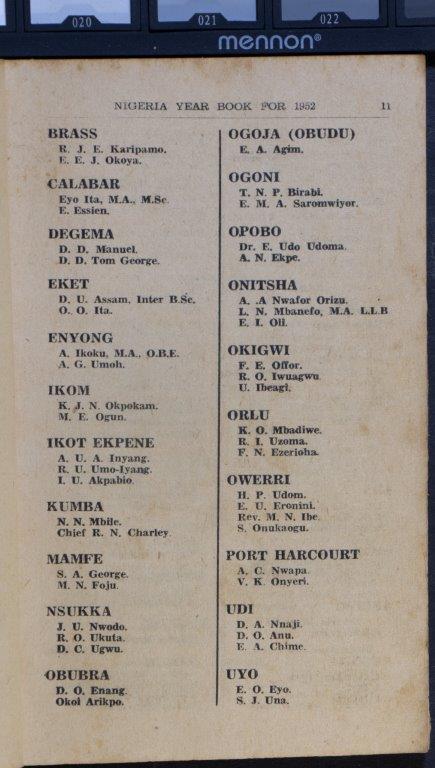 020
021
022
mennon®
NIGERIA YEAR BOOK FOR 1952 11
BRASS
R. J. E. Karipamo.
E. E. J. Okoya.
CALABAR
Eyo Ita, M.A., M.Sc.
E. Essien.
DEGEMA
D. D. Manuel.
D. D. Tom George.
EKET
D. U. Assam, Inter B.Sc.
O. O. Ita.
ENYONG
A. Ikoku, M.A., O.B.E.
A. G. Umoh.
IKOM
K. J. N. Okpokam.
M. E. Ogun.
IKOT EKPENE
A. U. A. Inyang.
R. U. Umo-Iyang.
I. U. Akpabio.
KUMBA
N. N. Mbile.
Chief R. N. Charley.
MAMFE
S. A. George.
M. N. Foju.
NSUKKA
J. U. Nwodo.
R. O. Ukuta.
D. C. Ugwu.
OBUBRA
D. O. Enang.
Okoi Arikpo.
OGOJA (OBUDU)
E. A. Agim.
OGONI
T. N. P. Birabi.
E. M. A. Saromwiyor.
OPOBO
Dr. E. Udo Udoma.
A. N. Ekpe.
ONITSHA
A. .A Nwafor Orizu.
L. N. Mbanefo, M.A. L.L.B
E. I. Oli.
OKIGWI
F. E. Offor.
R. O. Iwuagwu.
U. Ibeagi.
ORLU
K. O. Mbadiwe.
R. I. Uzoma.
F. N. Ezerioha.
OWERRI
H. P. Udom.
E. U. Eronini.
Rev. M. N. Ibe.
S. Onukaogu.
PORT HARCOURT
A. C. Nwapa.
V. K. Onyeri.
UDI
D. A. Nnaji.
D. O. Anu.
E. A. Chime.
UYO
E. O. Eyo.
S. J. Una.